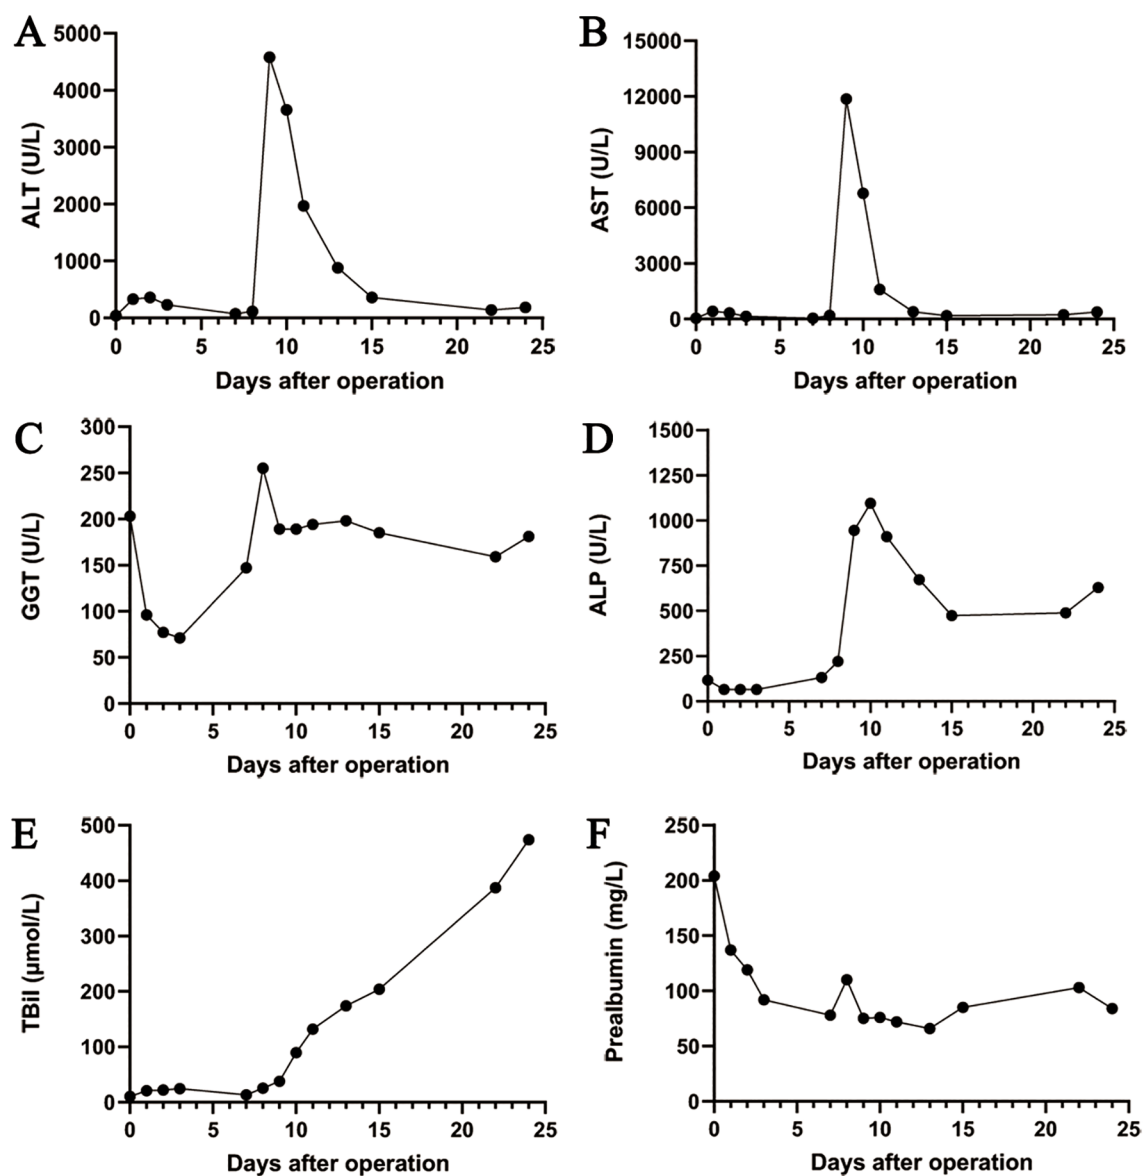 A
ALT (U/L)
5000
4000
3000
2000
1000
0
0 5 10 15 20 25
Days after operation
B
AST (U/L)
15000
12000
9000
6000
3000
0
0 5 10 15 20 25
Days after operation
C
GGT (U/L)
300
250
200
150
100
50
0
0 5 10 15 20 25
Days after operation
D
ALP (U/L)
1500
1250
1000
750
500
250
0
0 5 10 15 20 25
Days after operation
E
TBil (μmol/L)
500
400
300
200
100
0
0 5 10 15 20 25
Days after operation
F
Prealbumin (mg/L)
250
200
150
100
50
0
0 5 10 15 20 25
Days after operation